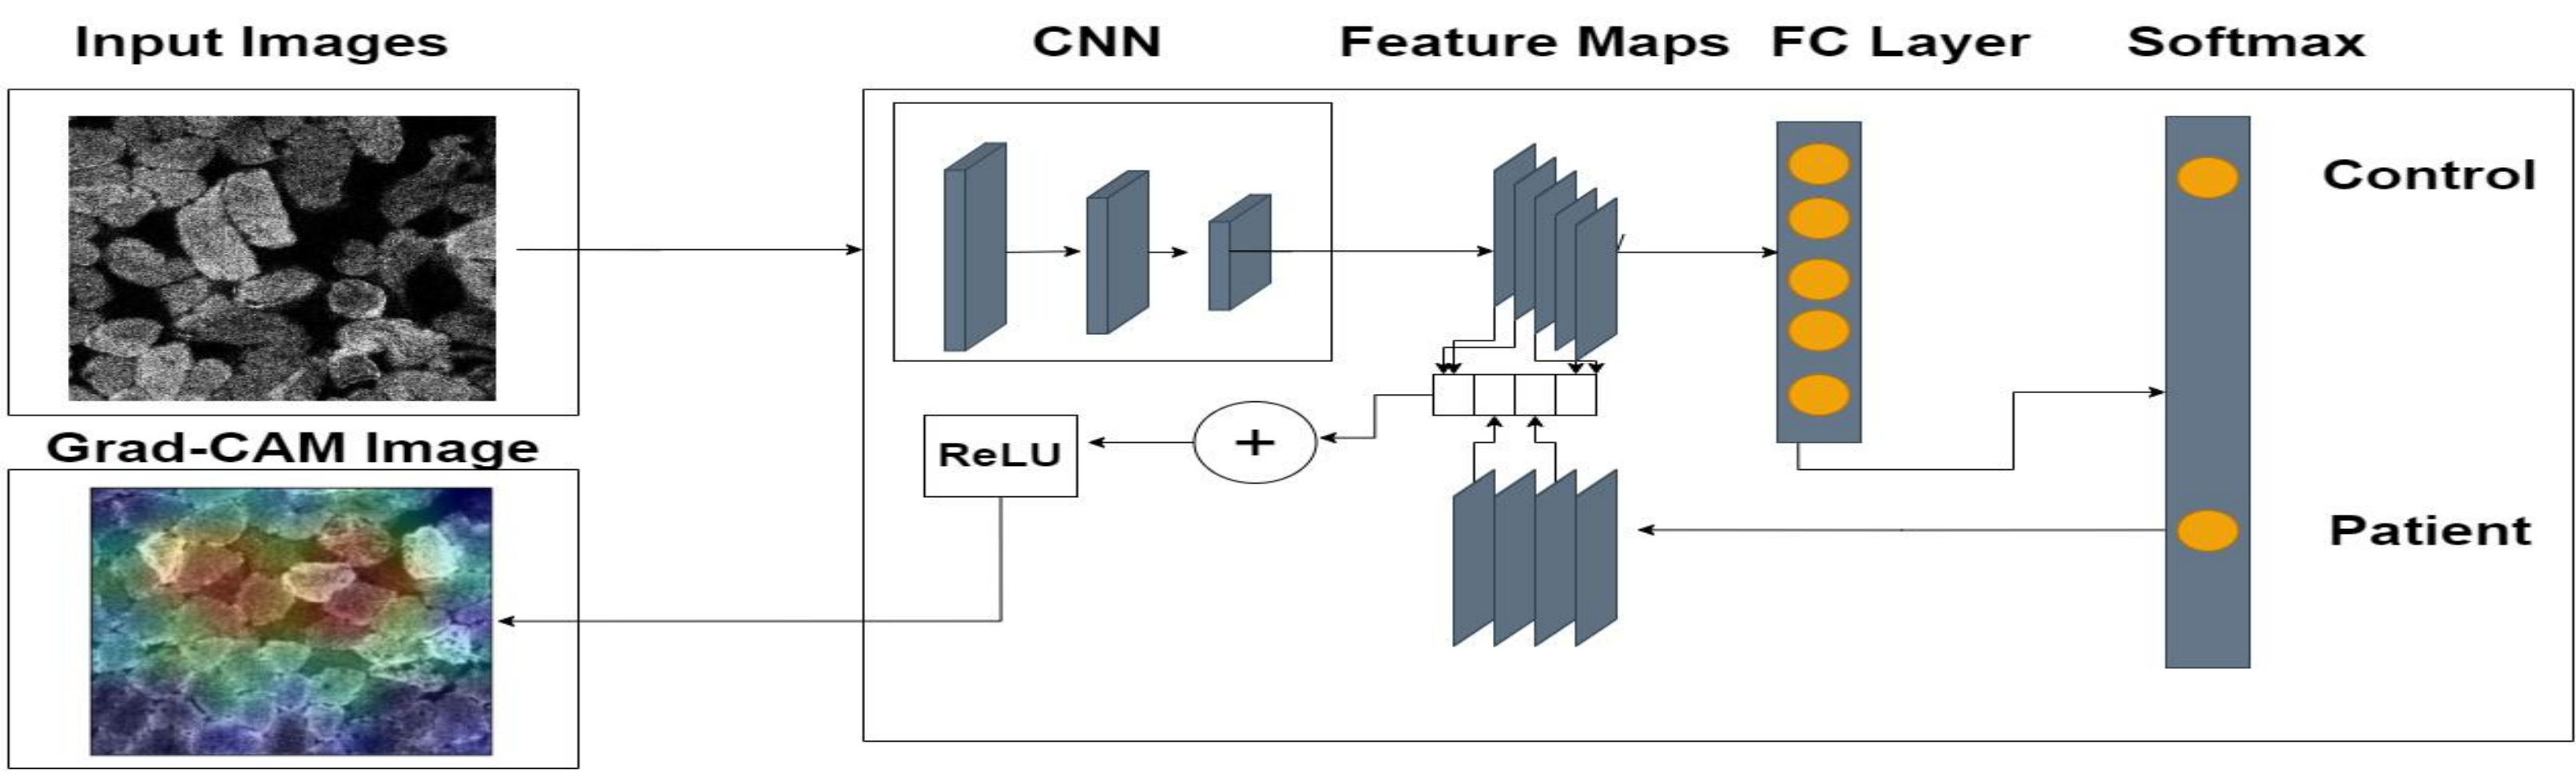 Input Images
CNN
Feature Maps
FC Layer
Softmax
Control
Grad-CAM Image
ReLU
+
Patient